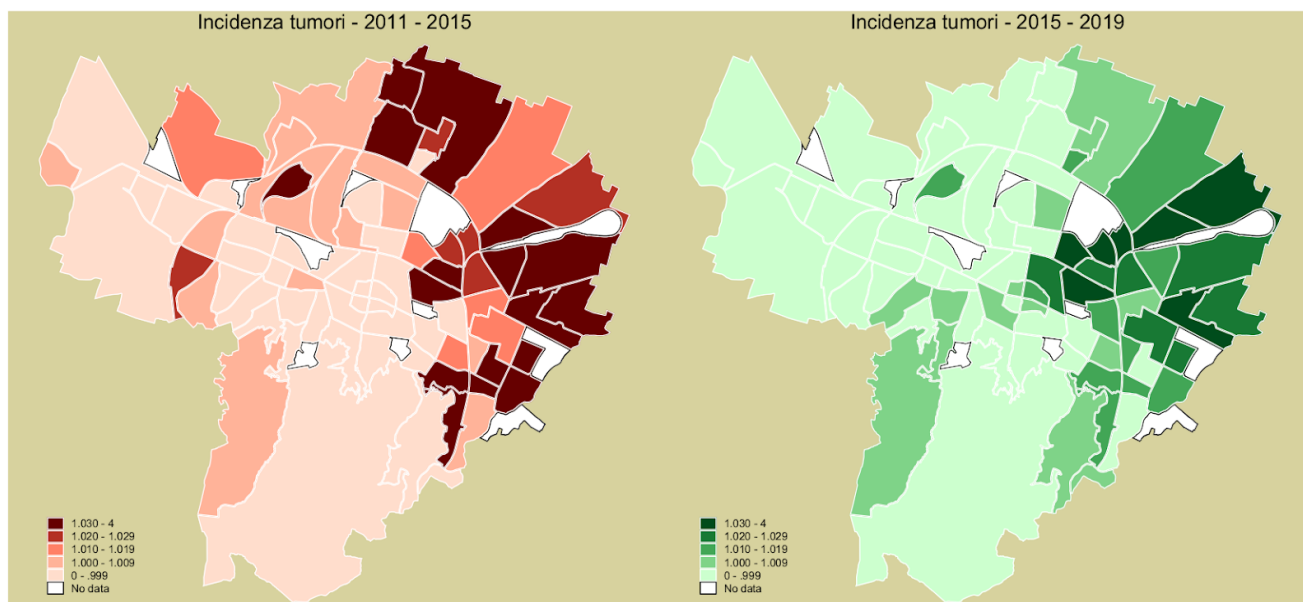 Incidenza tumori - 2011 - 2015
1.030 - 4
1.020 - 1.029
1.010 - 1.019
1.000 - 1.009
0 - .999
No data
Incidenza tumori - 2015 - 2019
1.030 - 4
1.020 - 1.029
1.010 - 1.019
1.000 - 1.009
0 - .999
No data